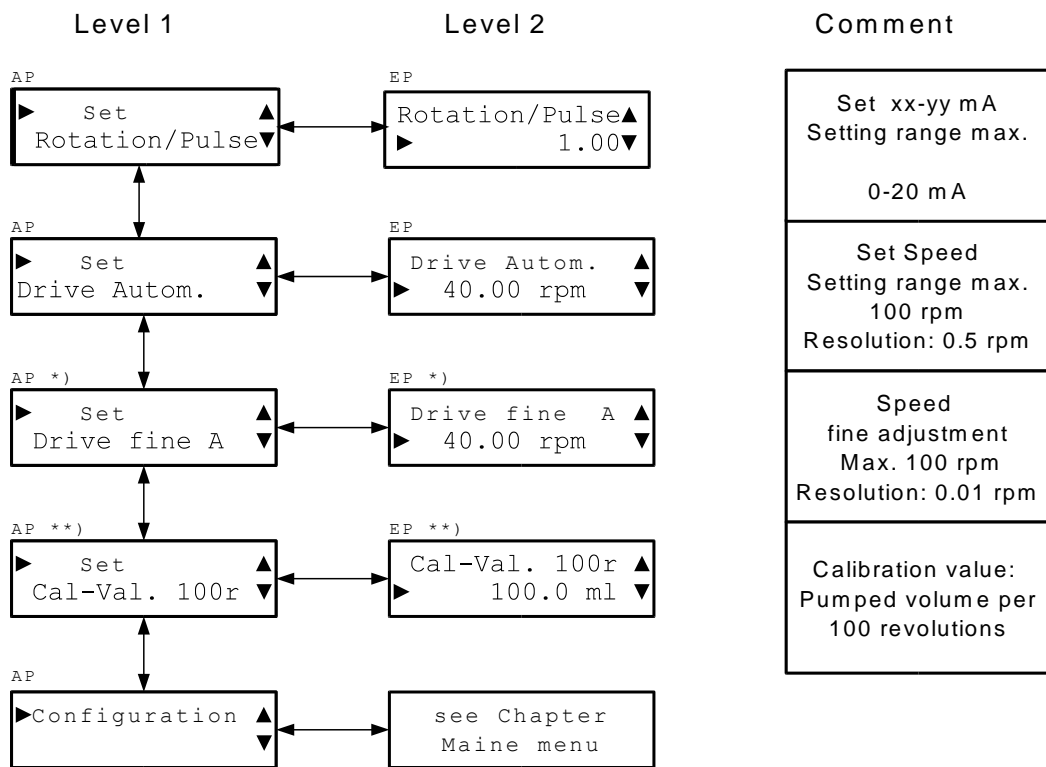 Level 1
Level 2
Comment
AP
► Set ▲
Rotation/Pulse▼
EP
Rotation/Pulse▲
► 1.00▼
Set xx-yy mA
Setting range max.
0-20 mA
AP
► Set ▲
Drive Autom. ▼
EP
Drive Autom. ▲
► 40.00 rpm ▼
Set Speed
Setting range max.
100 rpm
Resolution: 0.5 rpm
AP *)
► Set ▲
Drive fine A ▼
EP *)
Drive fine A ▲
► 40.00 rpm ▼
Speed
fine adjustment
Max. 100 rpm
Resolution: 0.01 rpm
AP **)
► Set ▲
Cal-Val. 100r ▼
EP **)
Cal-Val. 100r ▲
► 100.0 ml ▼
Calibration value:
Pumped volume per
100 revolutions
AP
►Configuration ▲
▼
see Chapter
Maine menu